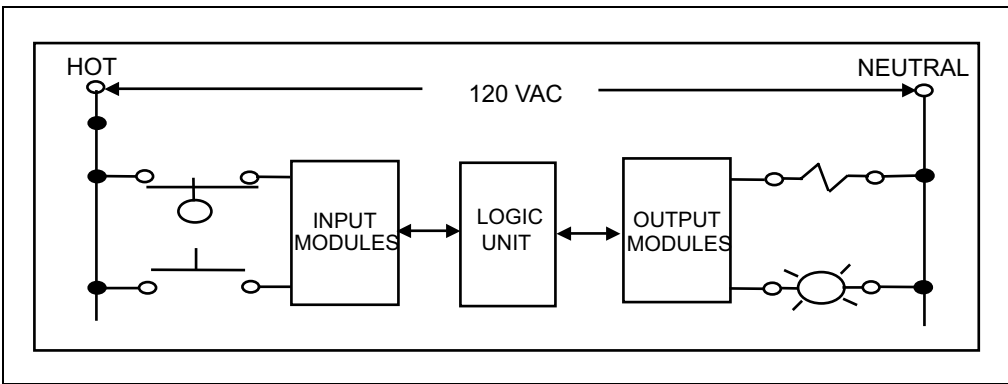 HOT
NEUTRAL
120 VAC
INPUT
MODULES
LOGIC
UNIT
OUTPUT
MODULES